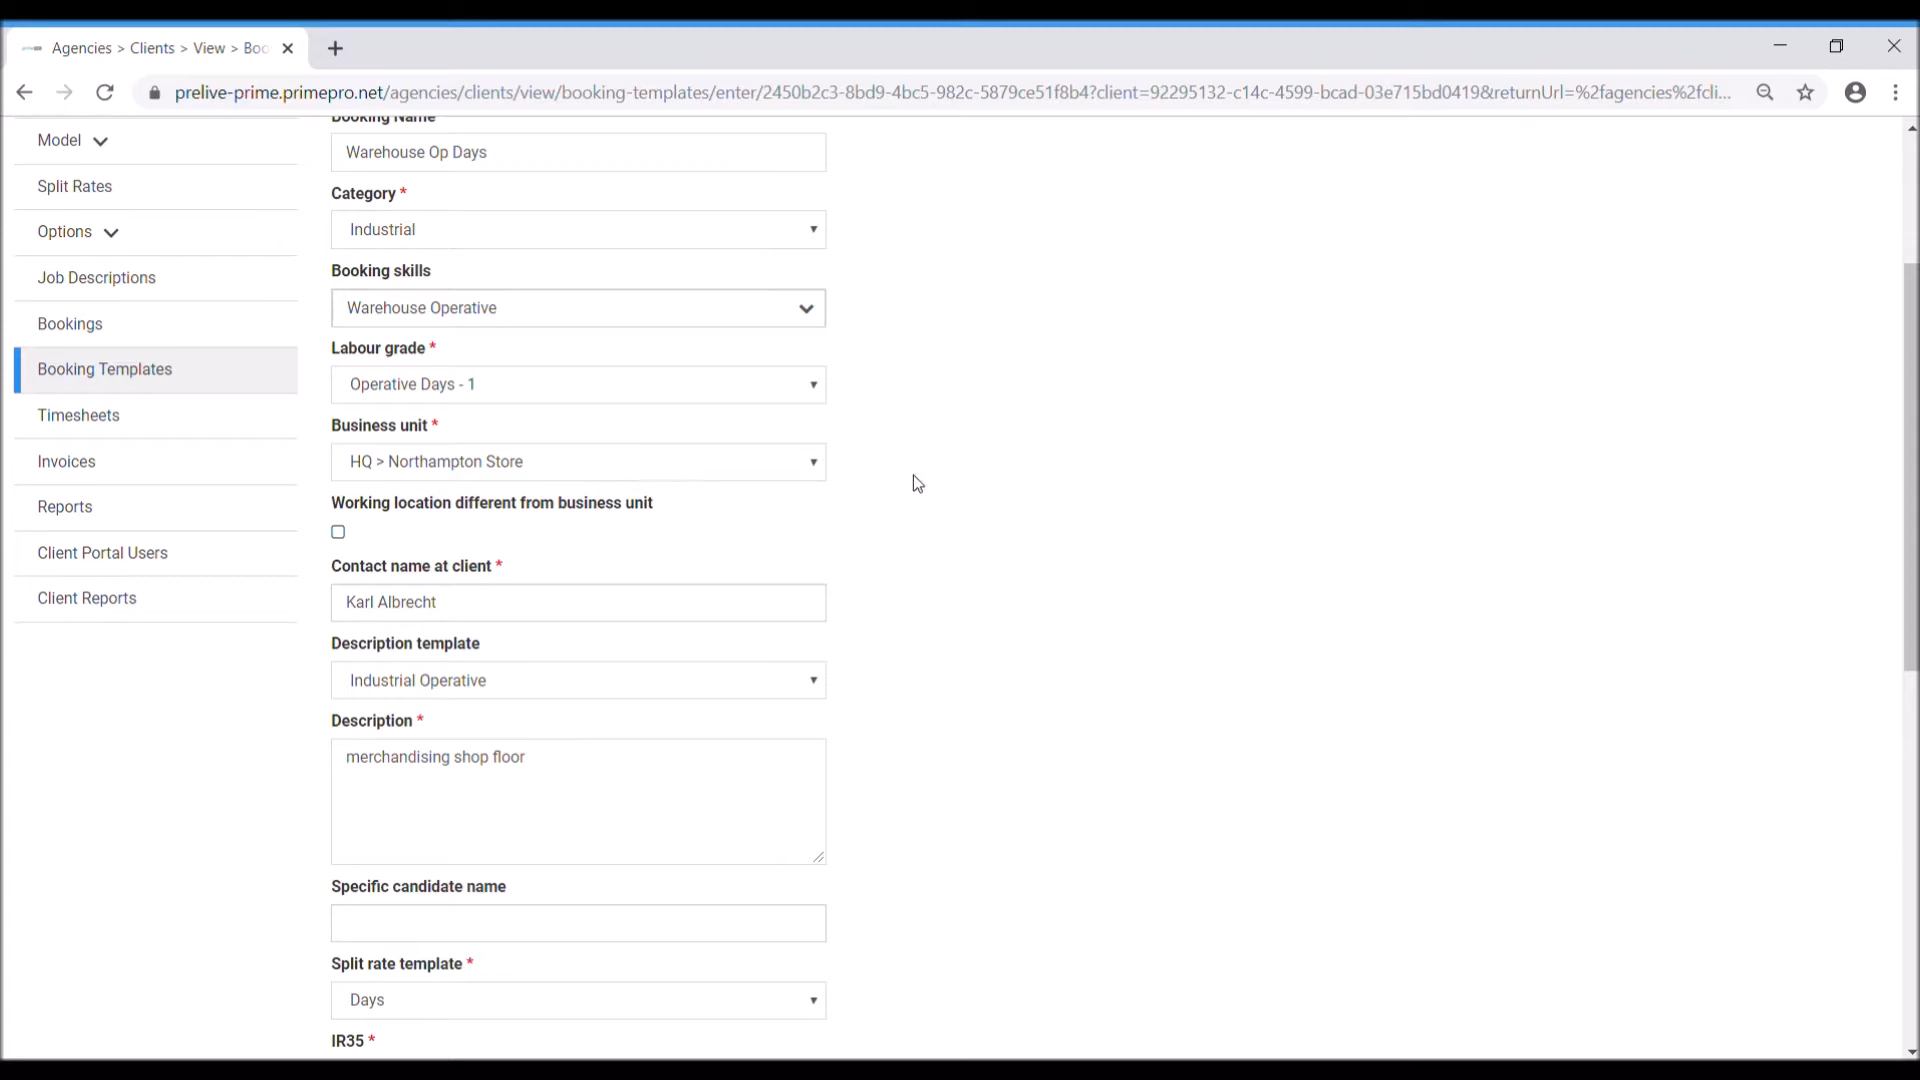 Agencies > Clients > View > Boo
prelive-prime.primepro.net/agencies/clients/view/booking-templates/enter/2450b2c3-8bd9-4bc5-982c-5879ce51f8b4?client=92295132-c14c-4599-bcad-03e715bd0419&returnUrl=%2fagencies%2fcli...
Model
Split Rates
Options
Job Descriptions
Bookings
Booking Templates
Timesheets
Invoices
Reports
Client Portal Users
Client Reports
Booking Name
Warehouse Op Days
Category *
Industrial
Booking skills
Warehouse Operative
Labour grade *
Operative Days - 1
Business unit *
HQ > Northampton Store
Working location different from business unit
Contact name at client *
Karl Albrecht
Description template
Industrial Operative
Description *
merchandising shop floor
Specific candidate name
Split rate template *
Days
IR35 *